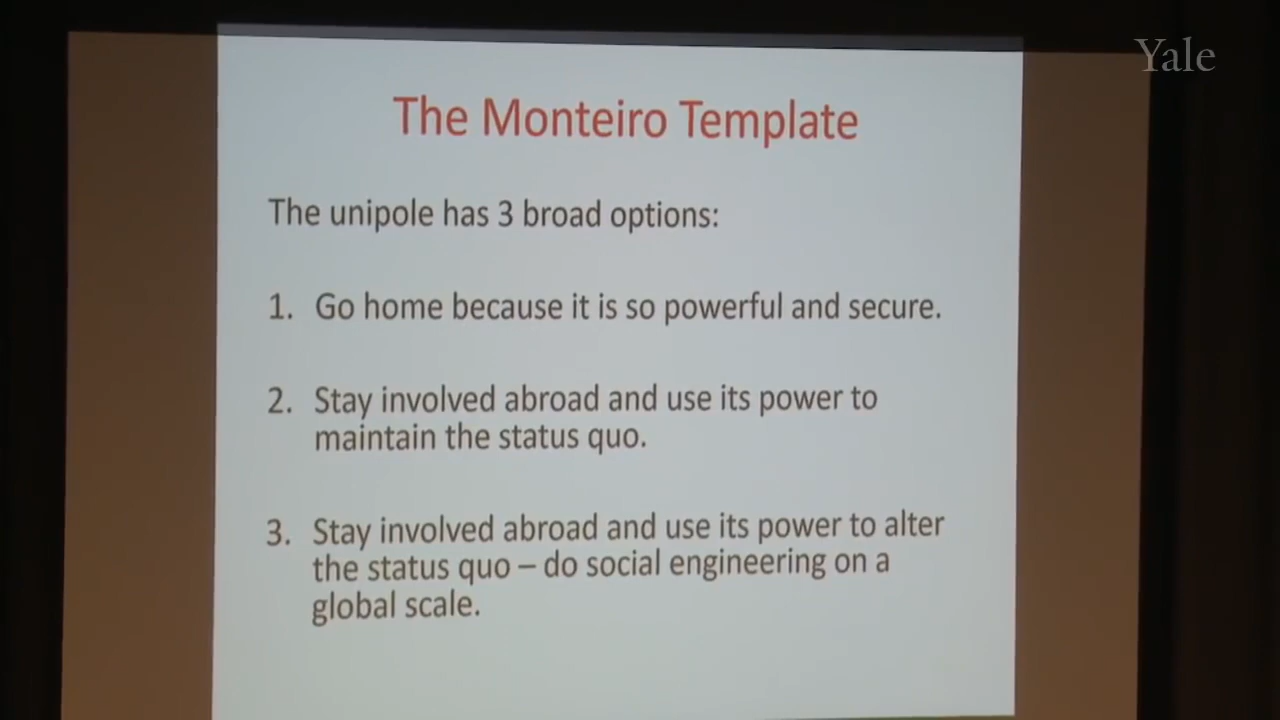 Yale
The Monteiro Template
The unipole has 3 broad options:
1. Go home because it is so powerful and secure.
2. Stay involved abroad and use its power to
maintain the status quo.
3. Stay involved abroad and use its power to alter
the status quo – do social engineering on a
global scale.